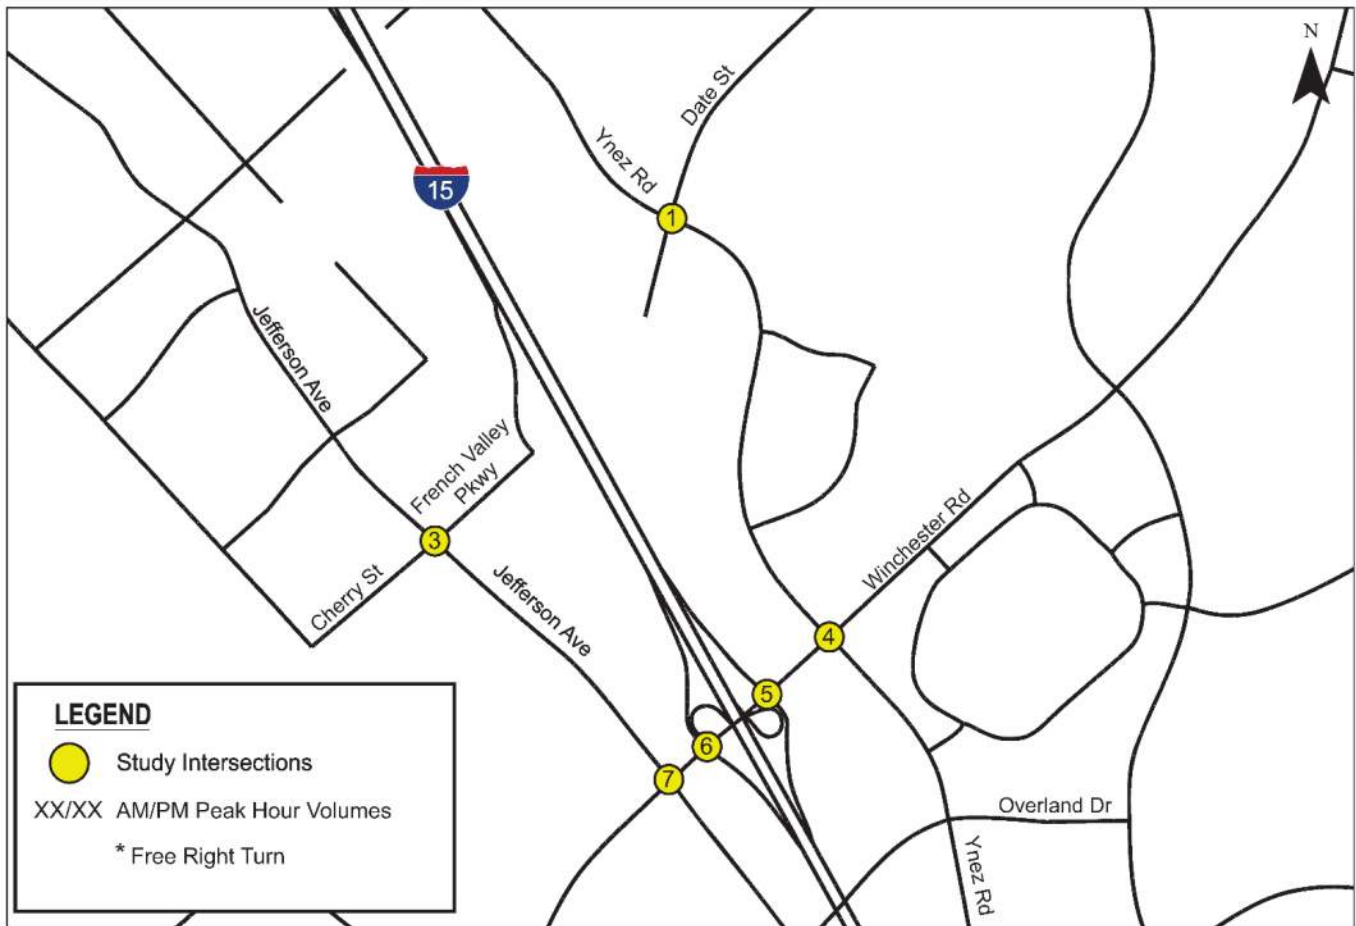 N
Date St
Ynez Rd
15
1
Jefferson Ave
French Valley
Pkwy
3
Cherry St
Jefferson Ave
Winchester Rd
4
5
6
7
Overland Dr
Ynez Rd
LEGEND
Study Intersections
XX/XX AM/PM Peak Hour Volumes
* Free Right Turn